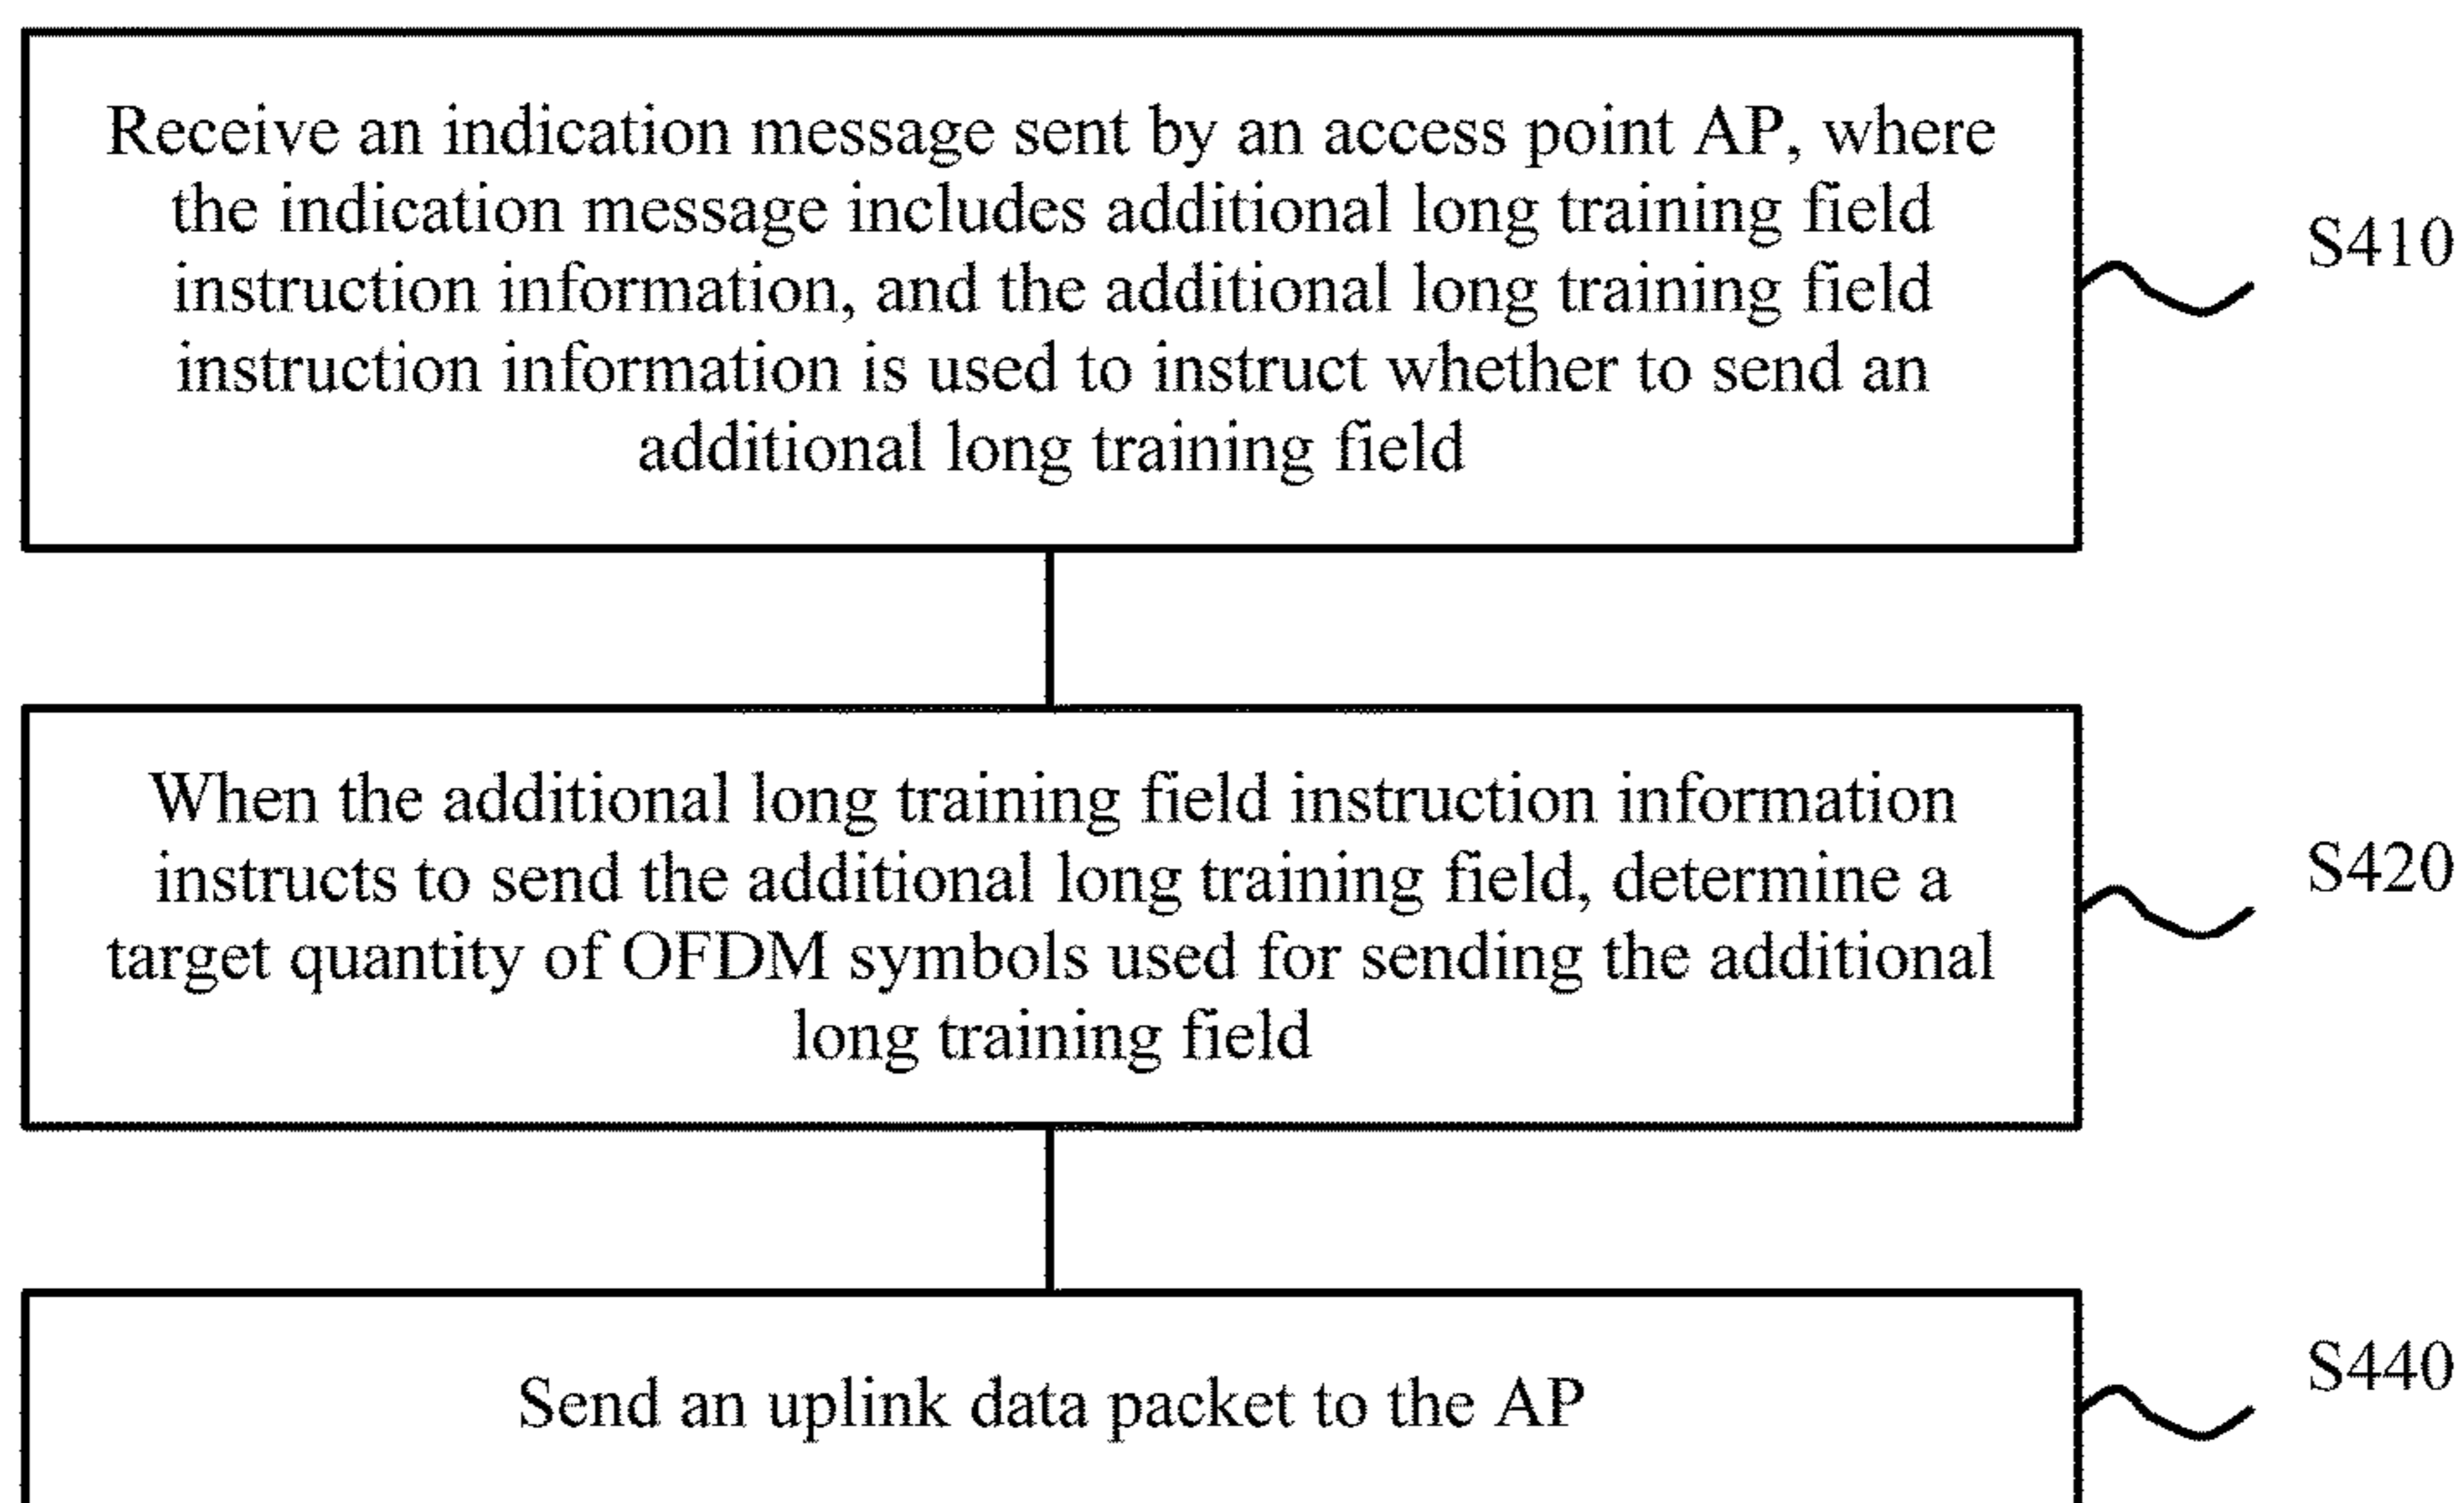 Receive an indication message sent by an access point AP, where
the indication message includes additional long training field
instruction information, and the additional long training field
instruction information is used to instruct whether to send an
additional long training field
S410
When the additional long training field instruction information
instructs to send the additional long training field, determine a
target quantity of OFDM symbols used for sending the additional
long training field
S420
Send an uplink data packet to the AP
S440